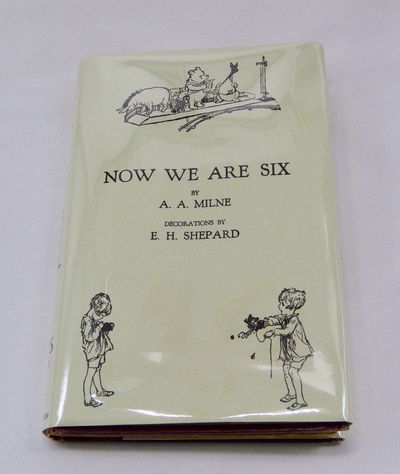 NOW WE ARE SIX
BY
A. A. MILNE
DECORATIONS BY
E. H. SHEPARD